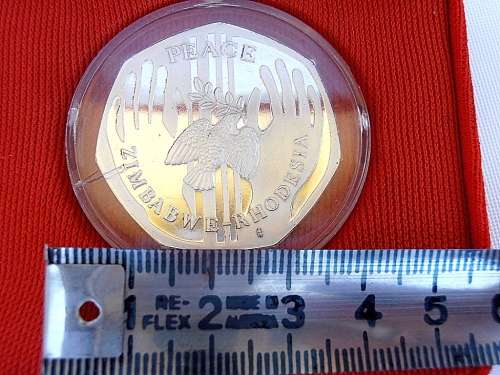 PEACE
ZIMBABWE-RHODESIA
1 RE- 2 3 4 5
FLEX